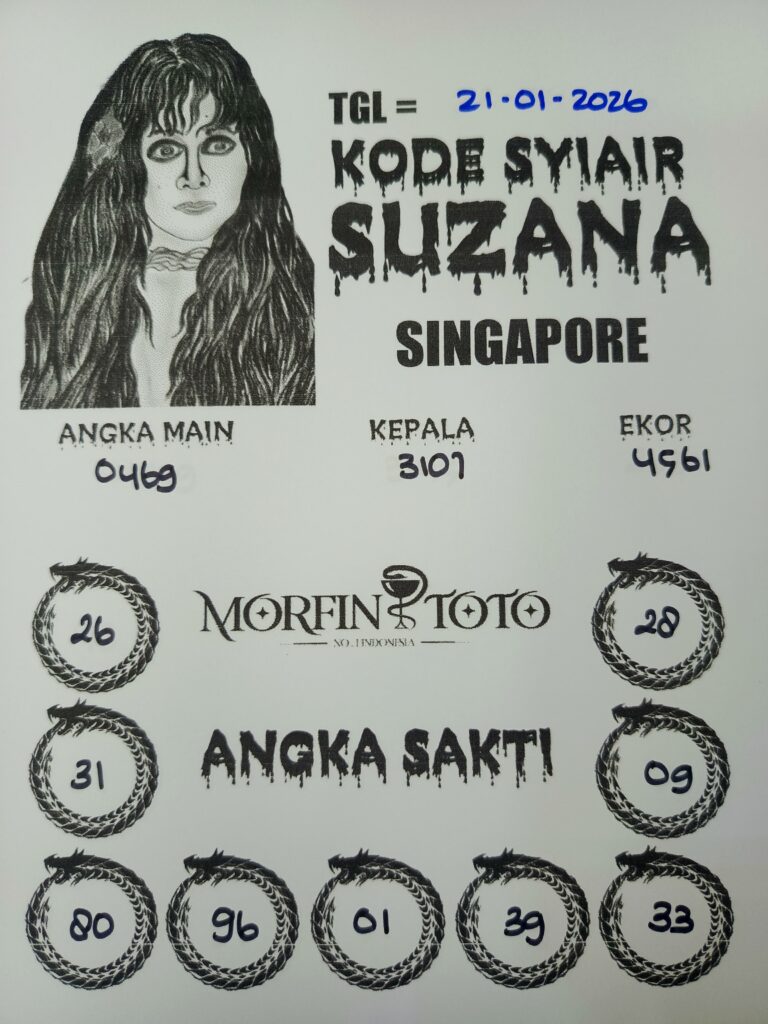 TGL = 21-01-2026
KODE SYIAIR
SUZANA
SINGAPORE
ANGKA MAIN KEPALA EKOR
0469 3107 4561
26 MORFIN TOTO 28
NO. 1 INDONESIA
31 ANGKA SAKTI 09
80 96 01 39 33